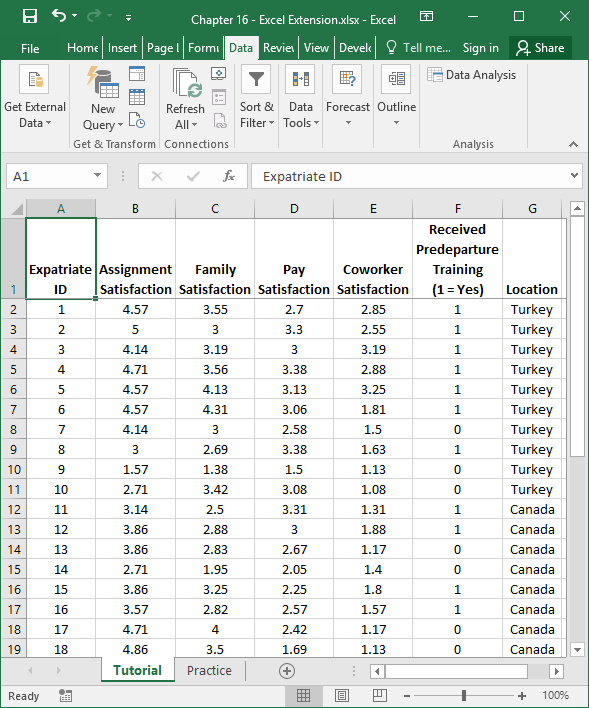 Chapter 16 - Excel Extension.xlsx - Excel
File Home Insert Page L Formu Data Review View Develo Tell me... Sign in Share
Get External Data
New Query
Refresh All
Sort & Filter
Data Tools
Forecast
Outline
Data Analysis
Get & Transform Connections Analysis
A1 fx Expatriate ID
A B C D E F G
1 Expatriate ID Assignment Satisfaction Family Satisfaction Pay Satisfaction Coworker Satisfaction Received Predeparture Training (1 = Yes) Location
2 1 4.57 3.55 2.7 2.85 1 Turkey
3 2 5 3 3.3 2.55 1 Turkey
4 3 4.14 3.19 3 3.19 1 Turkey
5 4 4.71 3.56 3.38 2.88 1 Turkey
6 5 4.57 4.13 3.13 3.25 1 Turkey
7 6 4.57 4.31 3.06 1.81 1 Turkey
8 7 4.14 3 2.58 1.5 0 Turkey
9 8 3 2.69 3.38 1.63 1 Turkey
10 9 1.57 1.38 1.5 1.13 0 Turkey
11 10 2.71 3.42 3.08 1.08 0 Turkey
12 11 3.14 2.5 3.31 1.31 1 Canada
13 12 3.86 2.88 3 1.88 1 Canada
14 13 3.86 2.83 2.67 1.17 0 Canada
15 14 2.71 1.95 2.05 1.4 0 Canada
16 15 3.86 3.25 2.25 1.8 1 Canada
17 16 3.57 2.82 2.57 1.57 1 Canada
18 17 4.71 4 2.42 1.17 0 Canada
19 18 4.86 3.5 1.69 1.13 0 Canada
Tutorial Practice
Ready 100%